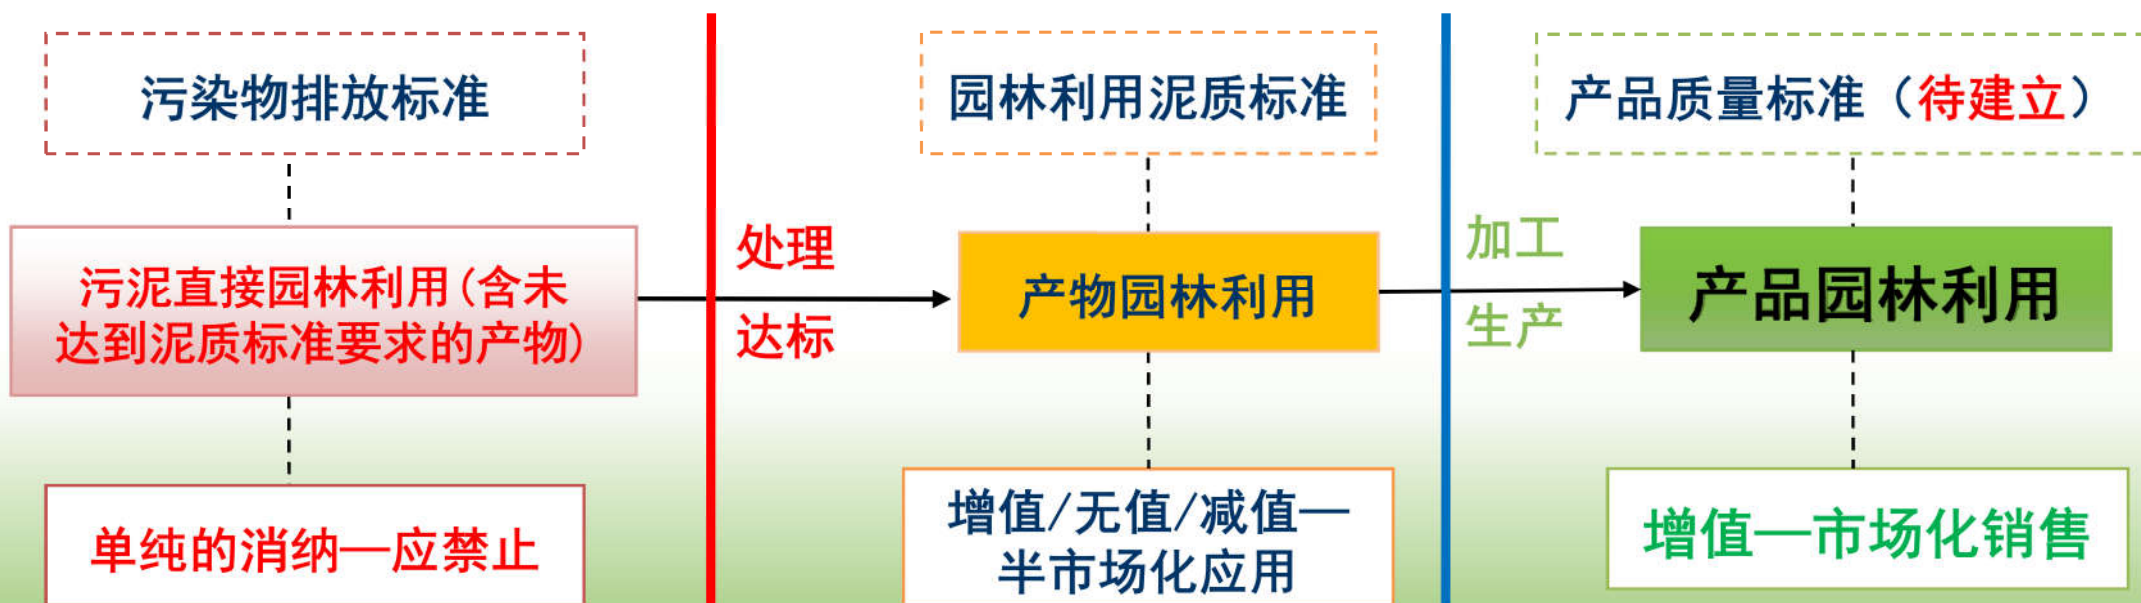 污染物排放标准
园林利用泥质标准
产品质量标准（待建立）
污泥直接园林利用(含未
达到泥质标准要求的产物)
处理
达标
产物园林利用
加工
生产
产品园林利用
单纯的消纳—应禁止
增值/无值/减值—
半市场化应用
增值—市场化销售